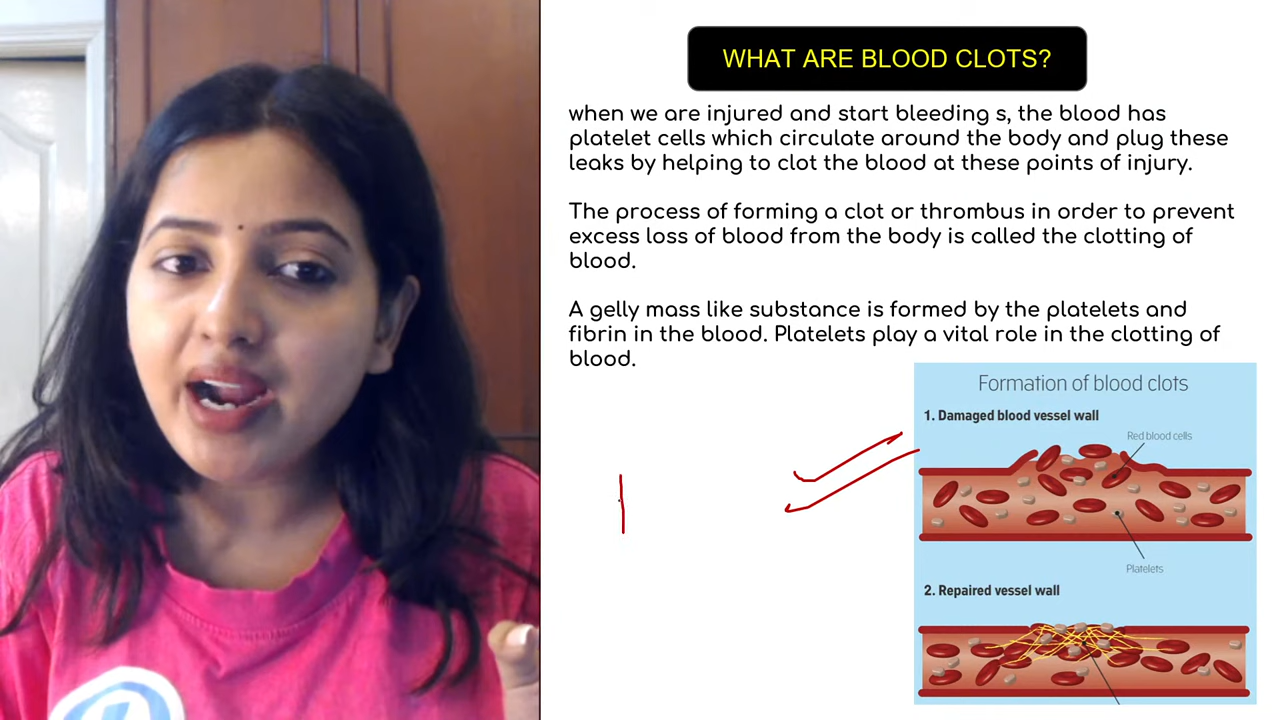 WHAT ARE BLOOD CLOTS?
when we are injured and start bleeding s, the blood has
platelet cells which circulate around the body and plug these
leaks by helping to clot the blood at these points of injury.
The process of forming a clot or thrombus in order to prevent
excess loss of blood from the body is called the clotting of
blood.
A gelly mass like substance is formed by the platelets and
fibrin in the blood. Platelets play a vital role in the clotting of
blood.
Formation of blood clots
1. Damaged blood vessel wall
Red blood cells
Platelets
2. Repaired vessel wall